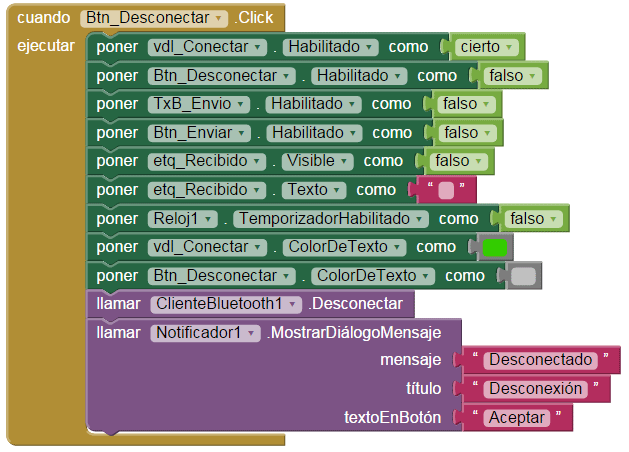 cuando Btn_Desconectar .Click
ejecutar poner vdl_Conectar . Habilitado como cierto
poner Btn_Desconectar . Habilitado como falso
poner TxB_Envio . Habilitado como falso
poner Btn_Enviar . Habilitado como falso
poner etq_Recibido . Visible como falso
poner etq_Recibido . Texto como “ ”
poner Reloj1 . TemporizadorHabilitado como falso
poner vdl_Conectar . ColorDeTexto como
poner Btn_Desconectar . ColorDeTexto como
llamar ClienteBluetooth1 .Desconectar
llamar Notificador1 .MostrarDiálogoMensaje
mensaje “ Desconectado ”
título “ Desconexión ”
textoEnBotón “ Aceptar ”